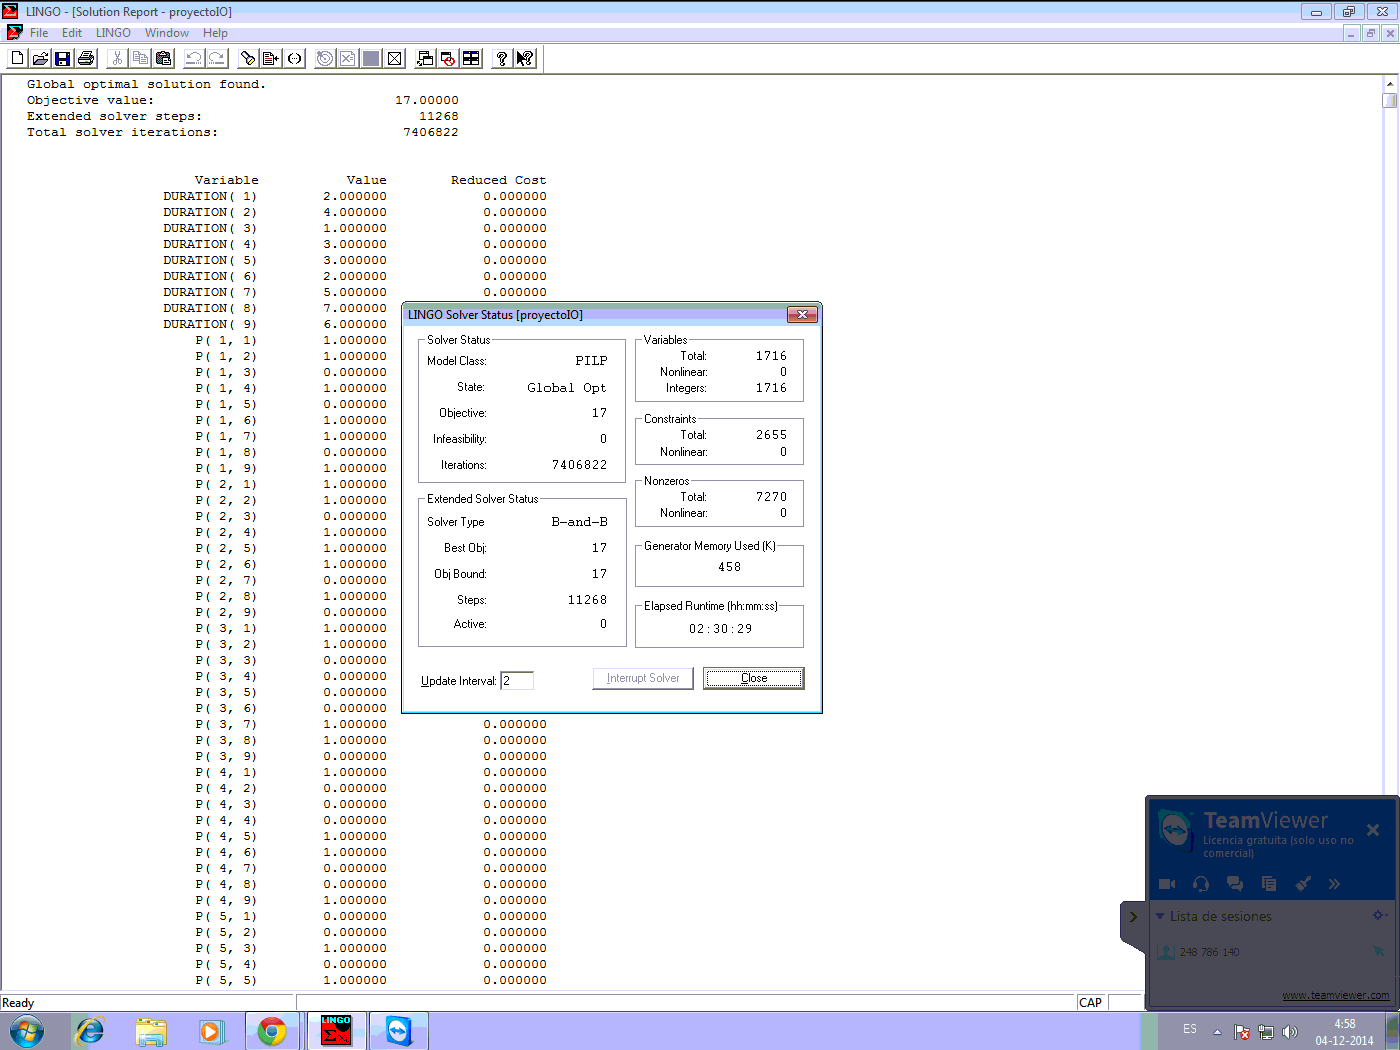 LINGO - [Solution Report - proyectoIO]
File Edit LINGO Window Help
Global optimal solution found.
Objective value: 17.00000
Extended solver steps: 11268
Total solver iterations: 7406822
Variable Value Reduced Cost
DURATION( 1) 2.000000 0.000000
DURATION( 2) 4.000000 0.000000
DURATION( 3) 1.000000 0.000000
DURATION( 4) 3.000000 0.000000
DURATION( 5) 3.000000 0.000000
DURATION( 6) 2.000000 0.000000
DURATION( 7) 5.000000 0.000000
DURATION( 8) 7.000000
DURATION( 9) 6.000000
P( 1, 1) 1.000000
P( 1, 2) 1.000000
P( 1, 3) 0.000000
P( 1, 4) 1.000000
P( 1, 5) 0.000000
P( 1, 6) 1.000000
P( 1, 7) 1.000000
P( 1, 8) 0.000000
P( 1, 9) 1.000000
P( 2, 1) 1.000000
P( 2, 2) 1.000000
P( 2, 3) 0.000000
P( 2, 4) 1.000000
P( 2, 5) 1.000000
P( 2, 6) 1.000000
P( 2, 7) 0.000000
P( 2, 8) 1.000000
P( 2, 9) 0.000000
P( 3, 1) 1.000000
P( 3, 2) 1.000000
P( 3, 3) 0.000000
P( 3, 4) 0.000000
P( 3, 5) 0.000000
P( 3, 6) 0.000000
P( 3, 7) 1.000000 0.000000
P( 3, 8) 1.000000 0.000000
P( 3, 9) 0.000000 0.000000
P( 4, 1) 1.000000 0.000000
P( 4, 2) 0.000000 0.000000
P( 4, 3) 0.000000 0.000000
P( 4, 4) 0.000000 0.000000
P( 4, 5) 1.000000 0.000000
P( 4, 6) 1.000000 0.000000
P( 4, 7) 0.000000 0.000000
P( 4, 8) 0.000000 0.000000
P( 4, 9) 1.000000 0.000000
P( 5, 1) 0.000000 0.000000
P( 5, 2) 0.000000 0.000000
P( 5, 3) 1.000000 0.000000
P( 5, 4) 0.000000 0.000000
P( 5, 5) 1.000000 0.000000
LINGO Solver Status [proyectoIO]
Solver Status
Model Class: PILP
State: Global Opt
Objective: 17
Infeasibility: 0
Iterations: 7406822
Extended Solver Status
Solver Type B-and-B
Best Obj: 17
Obj Bound: 17
Steps: 11268
Active: 0
Variables
Total: 1716
Nonlinear: 0
Integers: 1716
Constraints
Total: 2655
Nonlinear: 0
Nonzeros
Total: 7270
Nonlinear: 0
Generator Memory Used (K)
458
Elapsed Runtime (hh:mm:ss)
02:30:29
Update Interval: 2
Interrupt Solver
Close
TeamViewer
Licencia gratuita (solo uso no
comercial)
Lista de sesiones
248 786 140
www.teamviewer.com
Ready
CAP
LINGO
ES
4:58
04-12-2014